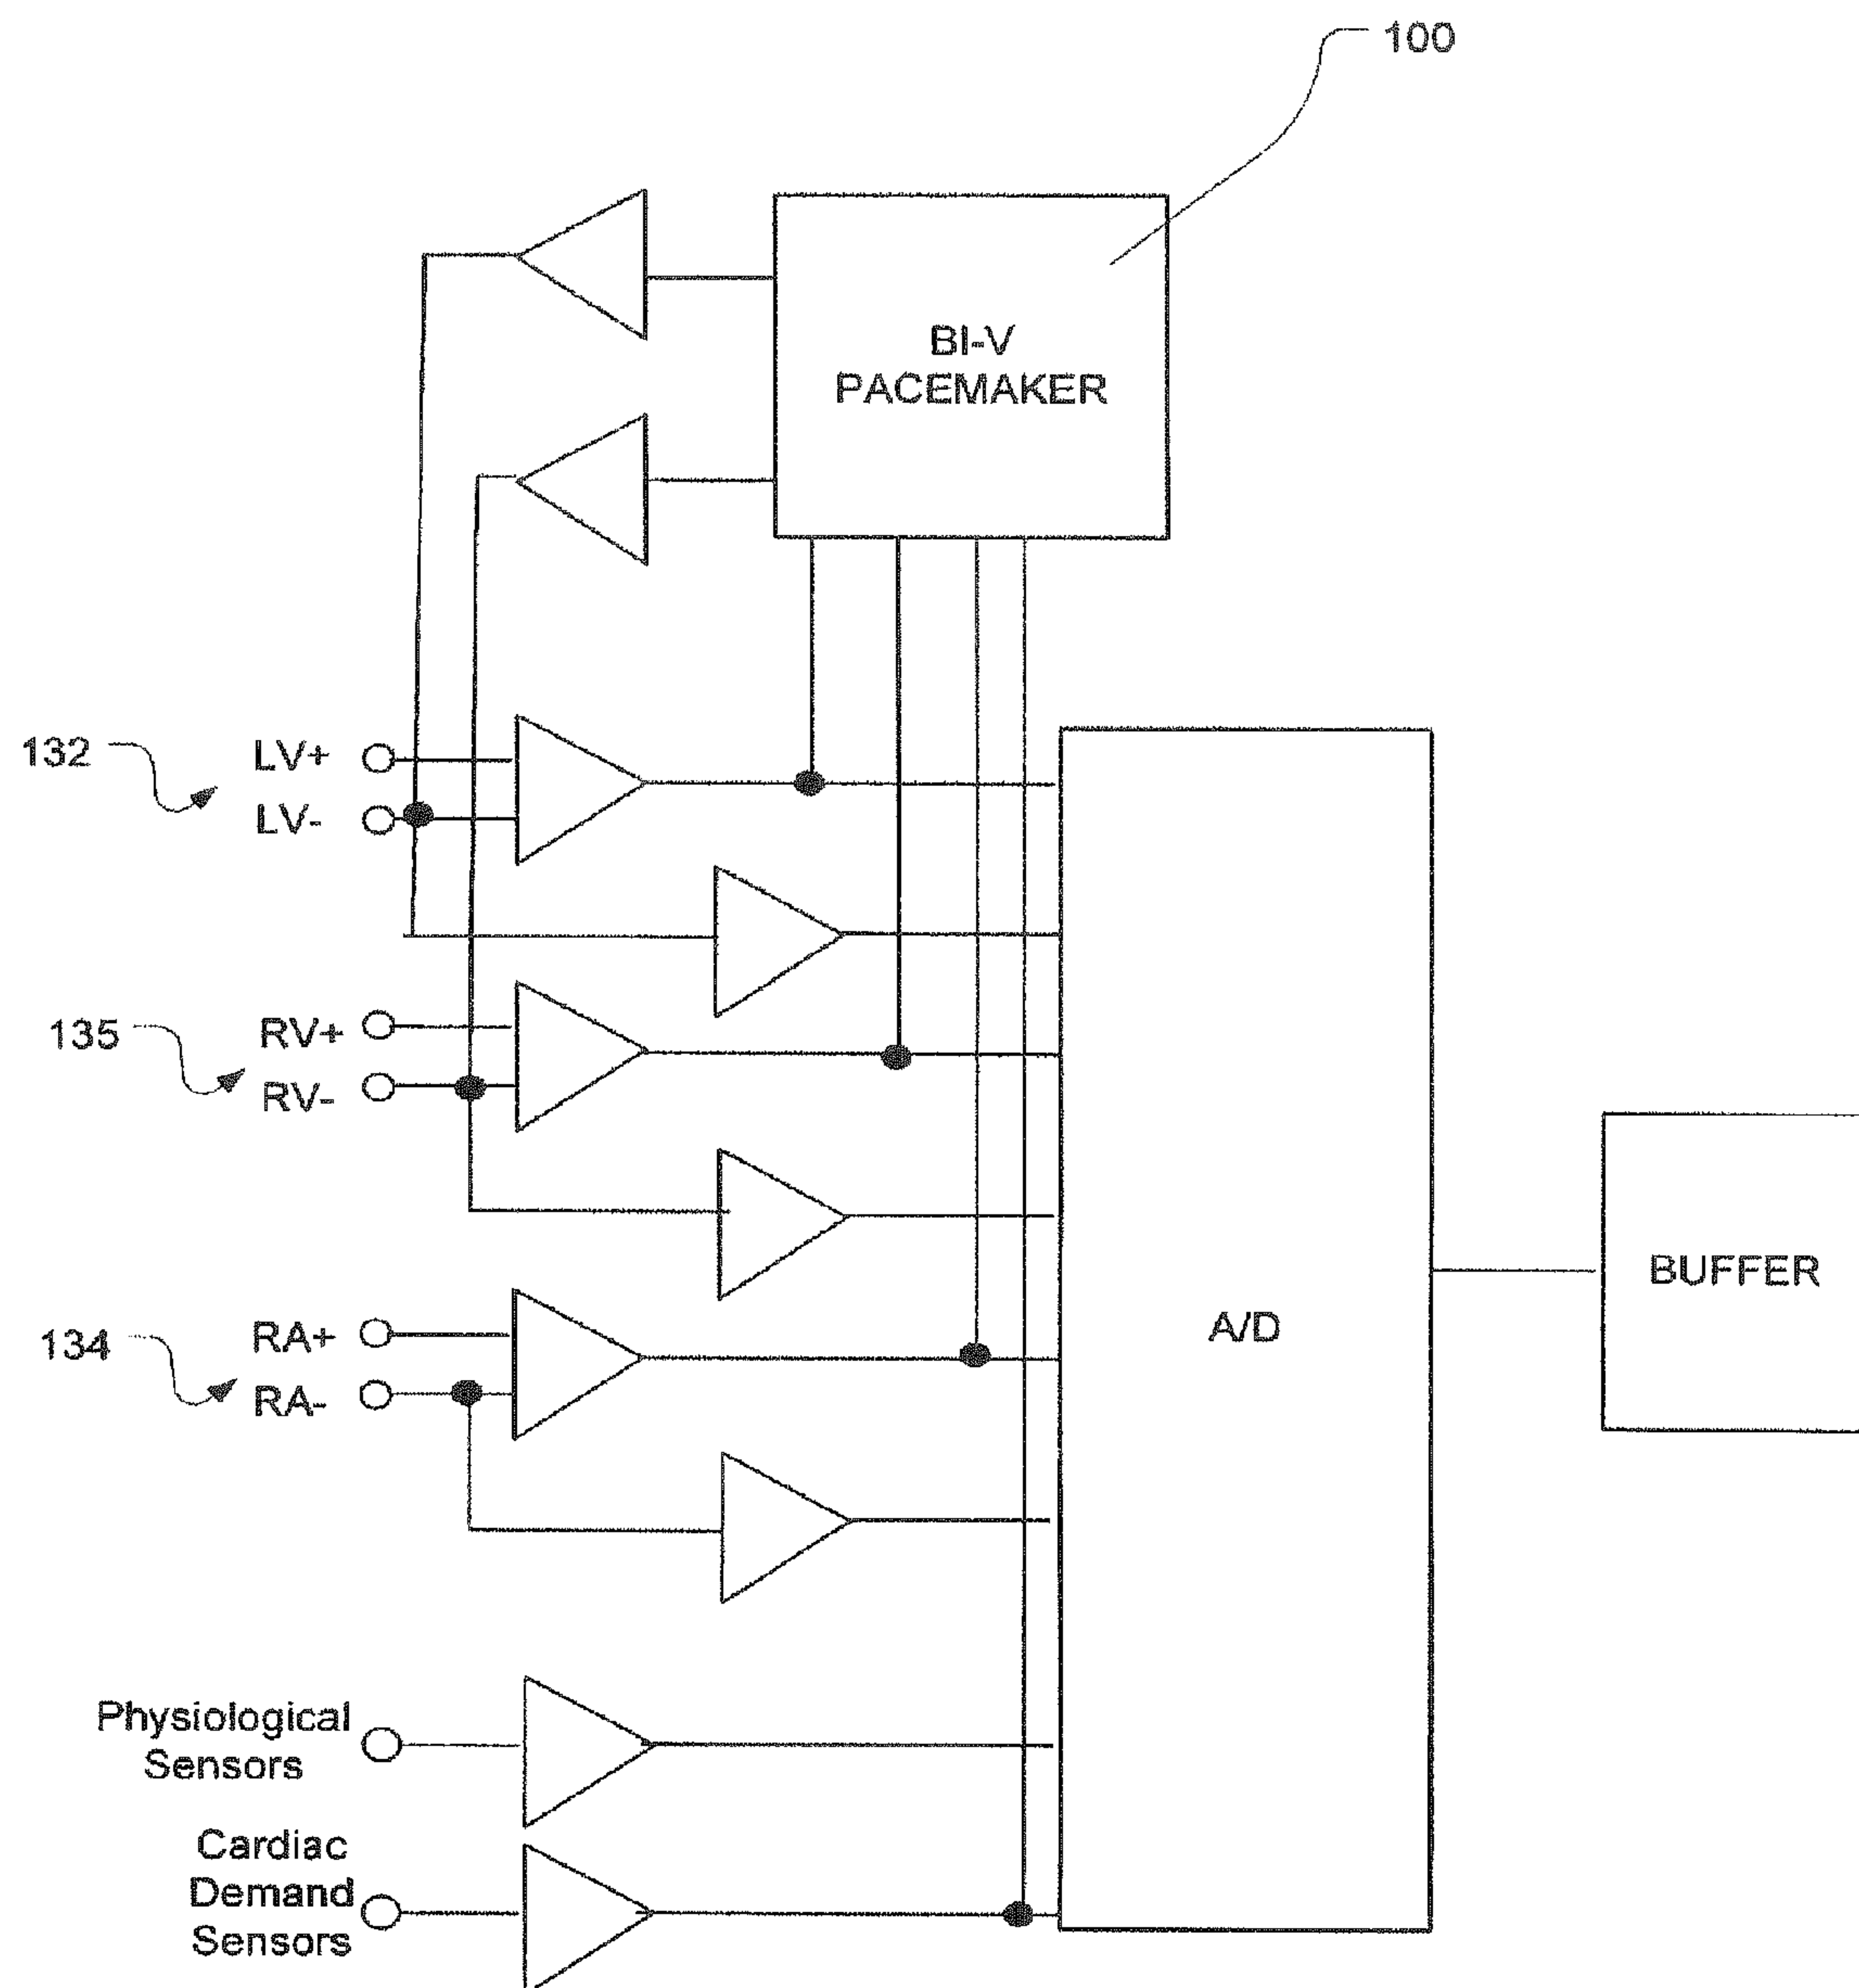 100
BI-V
PACEMAKER
132
LV+
LV-
135
RV+
RV-
134
RA+
RA-
A/D
BUFFER
Physiological
Sensors
Cardiac
Demand
Sensors